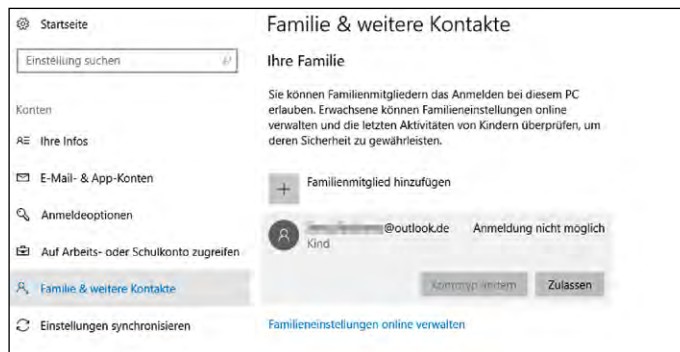 Startseite
Einstellung suchen
Konten
Ihre Infos
E-Mail- & App-Konten
Anmeldeoptionen
Auf Arbeits- oder Schulkonto zugreifen
Familie & weitere Kontakte
Einstellungen synchronisieren
Familie & weitere Kontakte
Ihre Familie
Sie können Familienmitgliedern das Anmelden bei diesem PC
erlauben. Erwachsene können Familieneinstellungen online
verwalten und die letzten Aktivitäten von Kindern überprüfen, um
deren Sicherheit zu gewährleisten.
Familienmitglied hinzufügen
@outlook.de Anmeldung nicht möglich
Kind
Kontotyp ändern Zulassen
Familieneinstellungen online verwalten